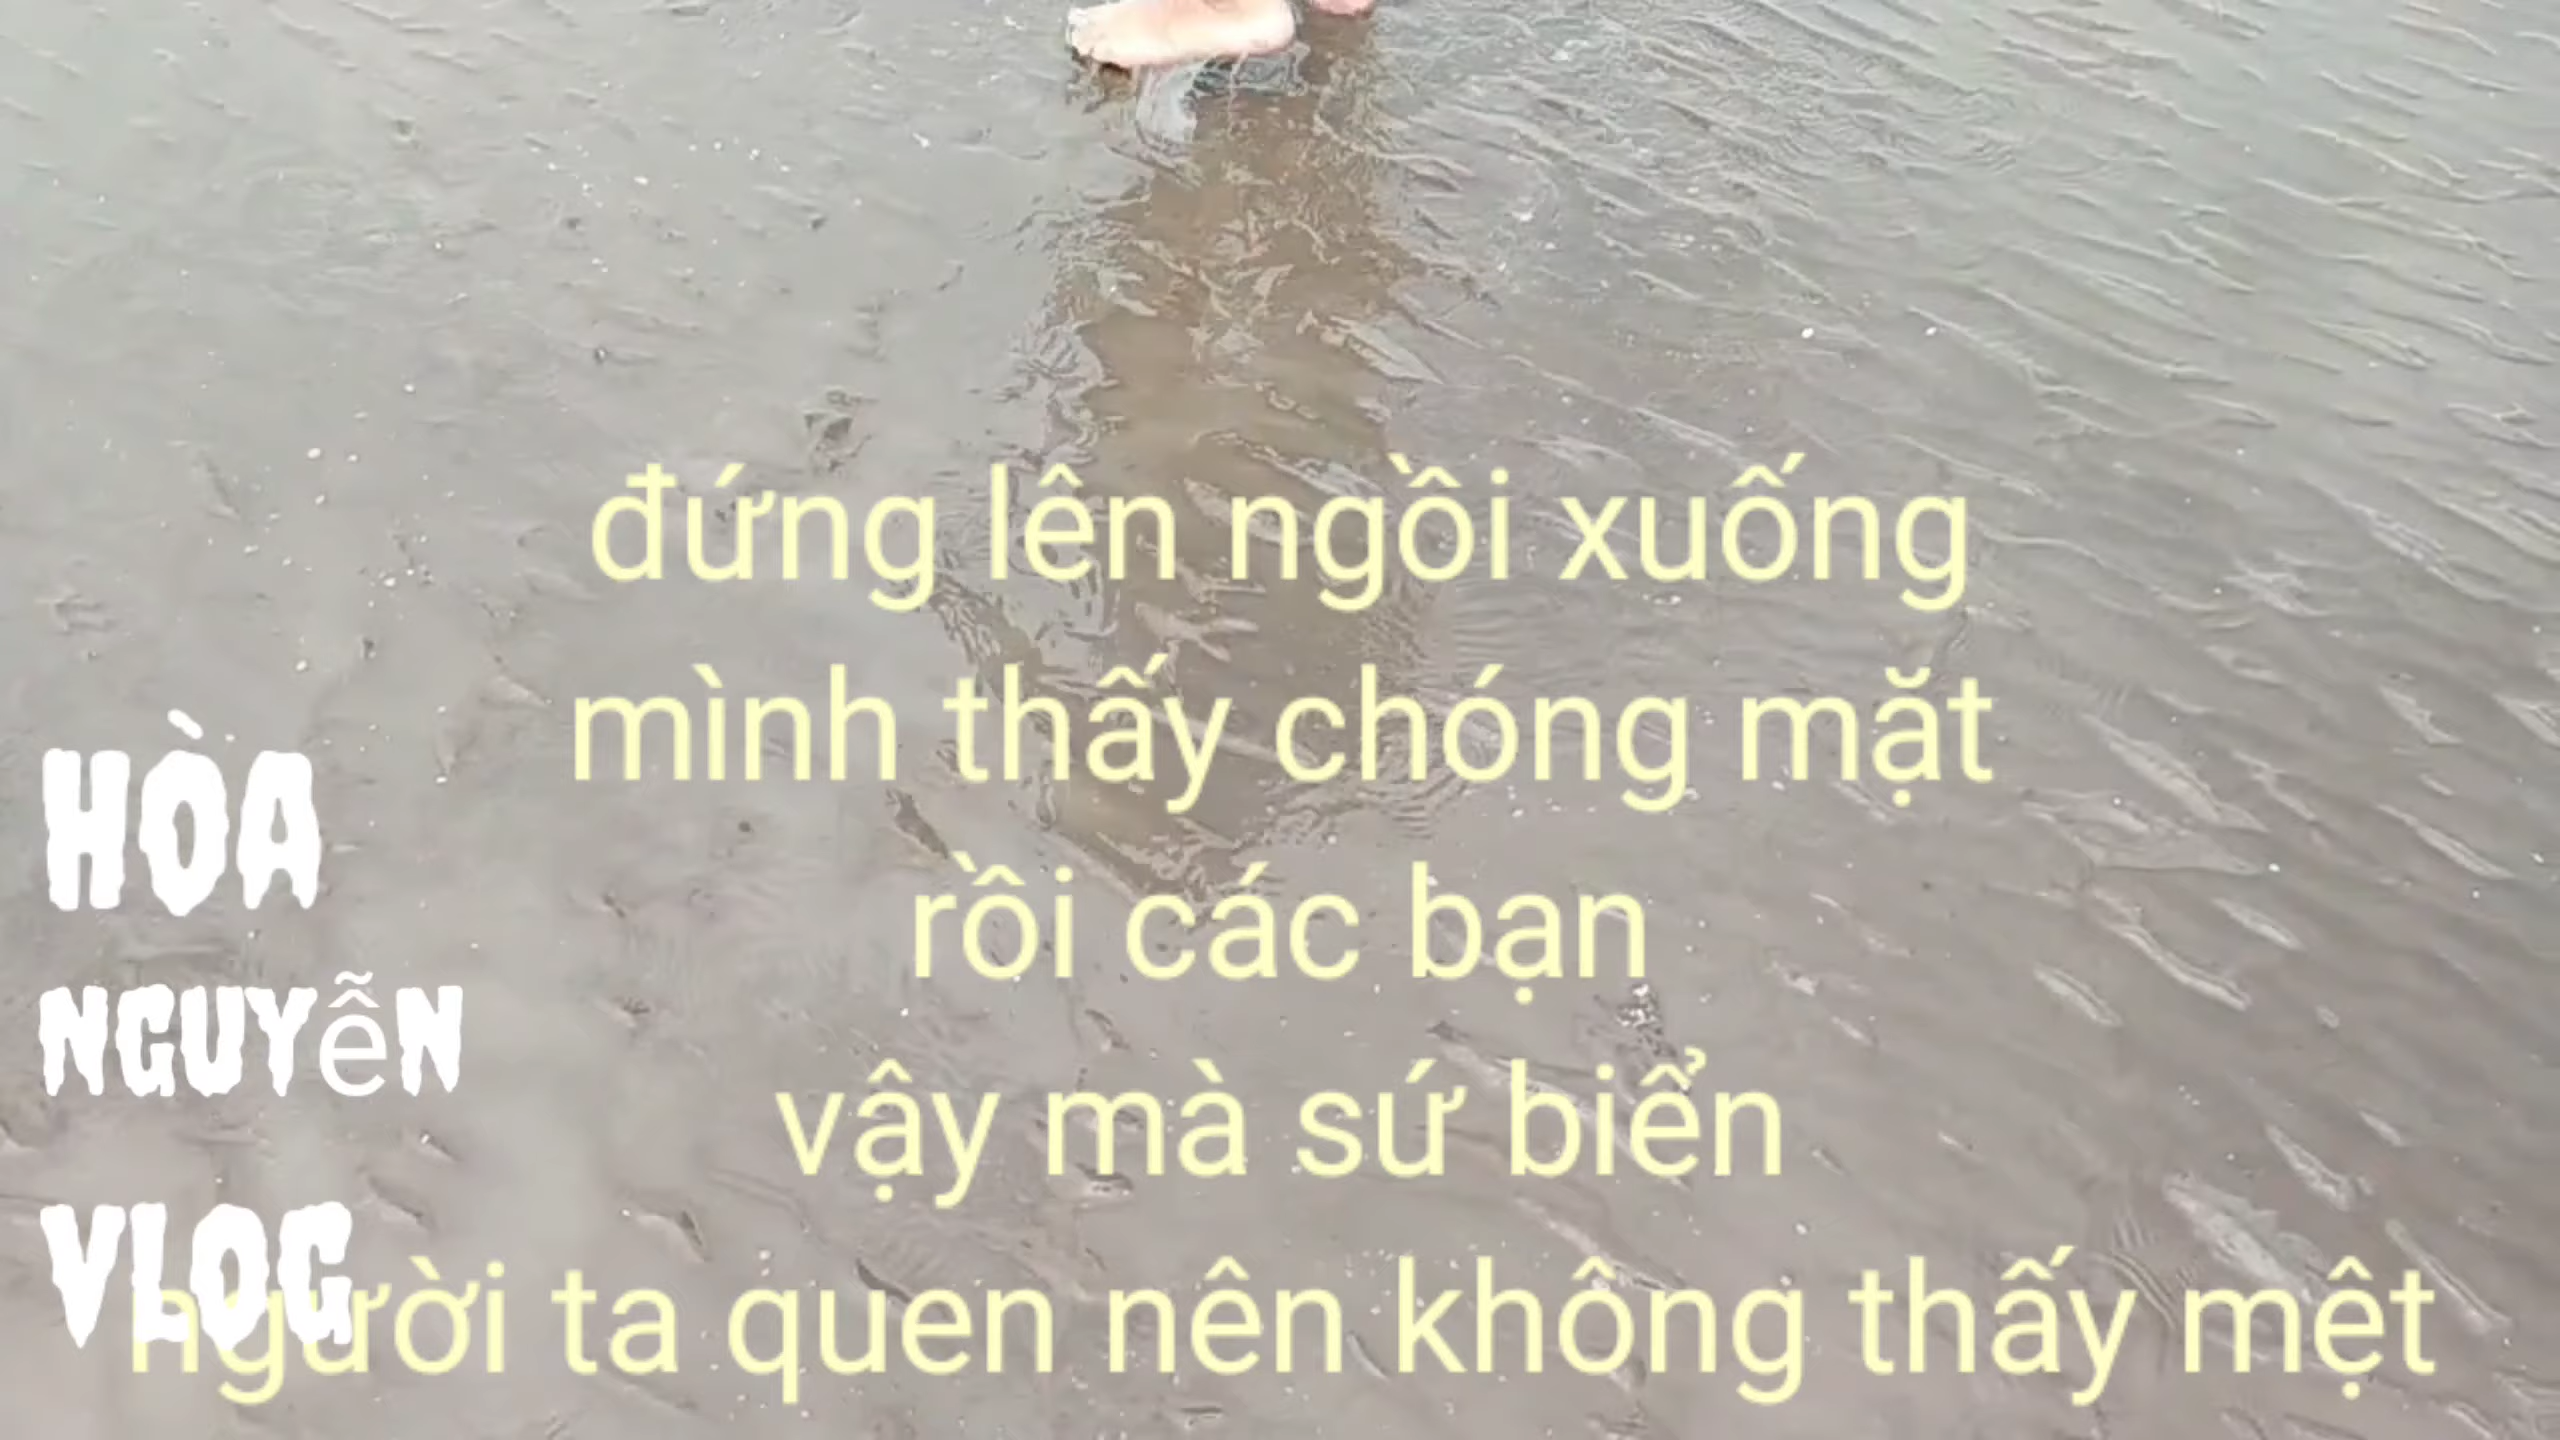 đứng lên ngồi xuống
mình thấy chóng mặt
rồi các bạn
vậy mà sứ biển
người ta quen nên không thấy mệt
HÒA
NGUYỄN
VLOG